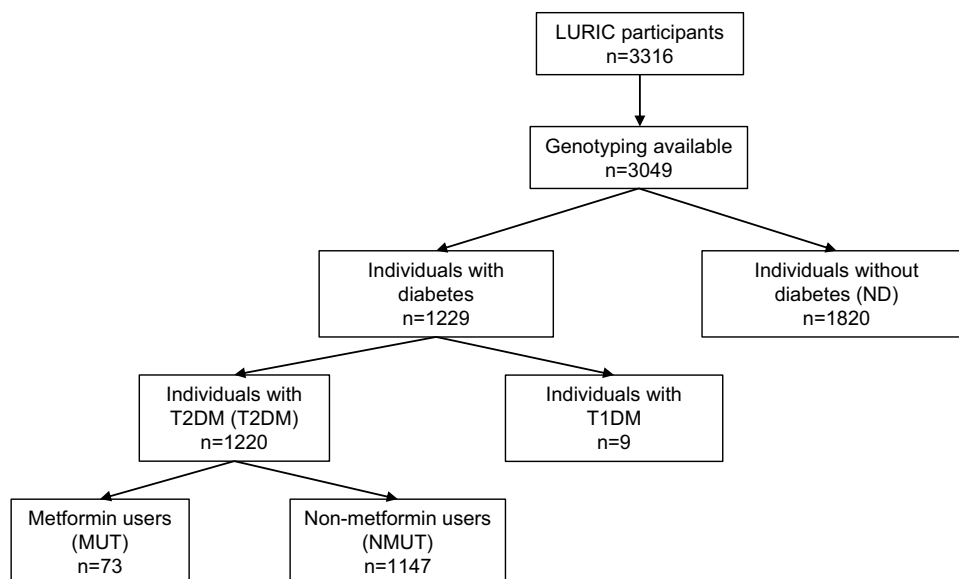 LURIC participants
n=3316
Genotyping available
n=3049
Individuals with
diabetes
n=1229
Individuals without
diabetes (ND)
n=1820
Individuals with
T2DM (T2DM)
n=1220
Individuals with
T1DM
n=9
Metformin users
(MUT)
n=73
Non-metformin users
(NMUT)
n=1147